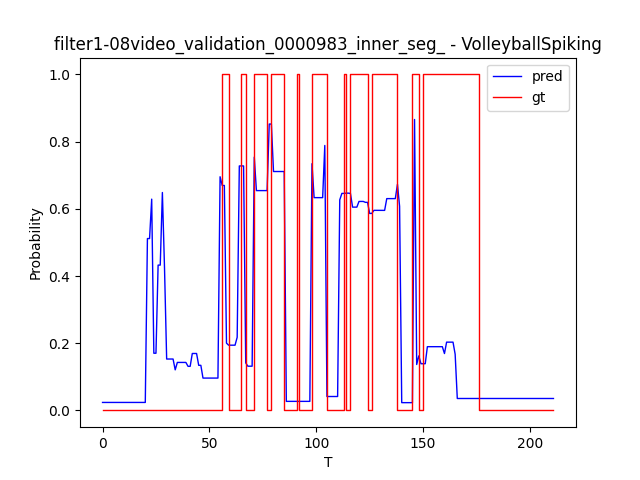 filter1-08video_validation_0000983_inner_seg_ - VolleyballSpiking
pred
gt
1.0
0.8
0.6
0.4
0.2
0.0
Probability
0
50
100
150
200
T